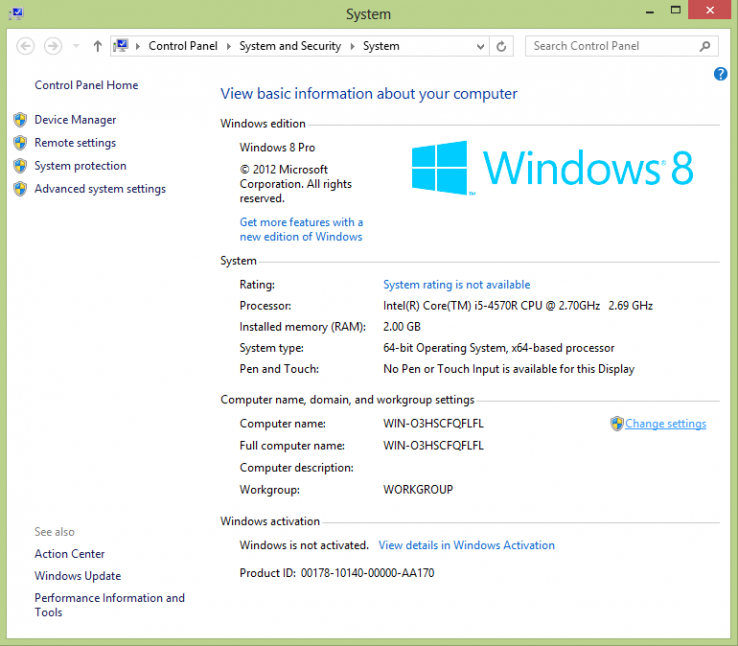 System
Control Panel System and Security System
Search Control Panel
Control Panel Home
Device Manager
Remote settings
System protection
Advanced system settings
View basic information about your computer
Windows edition
Windows 8 Pro
© 2012 Microsoft
Corporation. All rights
reserved.
Get more features with a
new edition of Windows
Windows® 8
™
System
Rating: System rating is not available
Processor: Intel(R) Core(TM) i5-4570R CPU @ 2.70GHz 2.69 GHz
Installed memory (RAM): 2.00 GB
System type: 64-bit Operating System, x64-based processor
Pen and Touch: No Pen or Touch Input is available for this Display
Computer name, domain, and workgroup settings
Computer name: WIN-O3HSCFQFLFL Change settings
Full computer name: WIN-O3HSCFQFLFL
Computer description:
Workgroup: WORKGROUP
Windows activation
Windows is not activated. View details in Windows Activation
Product ID: 00178-10140-00000-AA170
See also
Action Center
Windows Update
Performance Information and
Tools